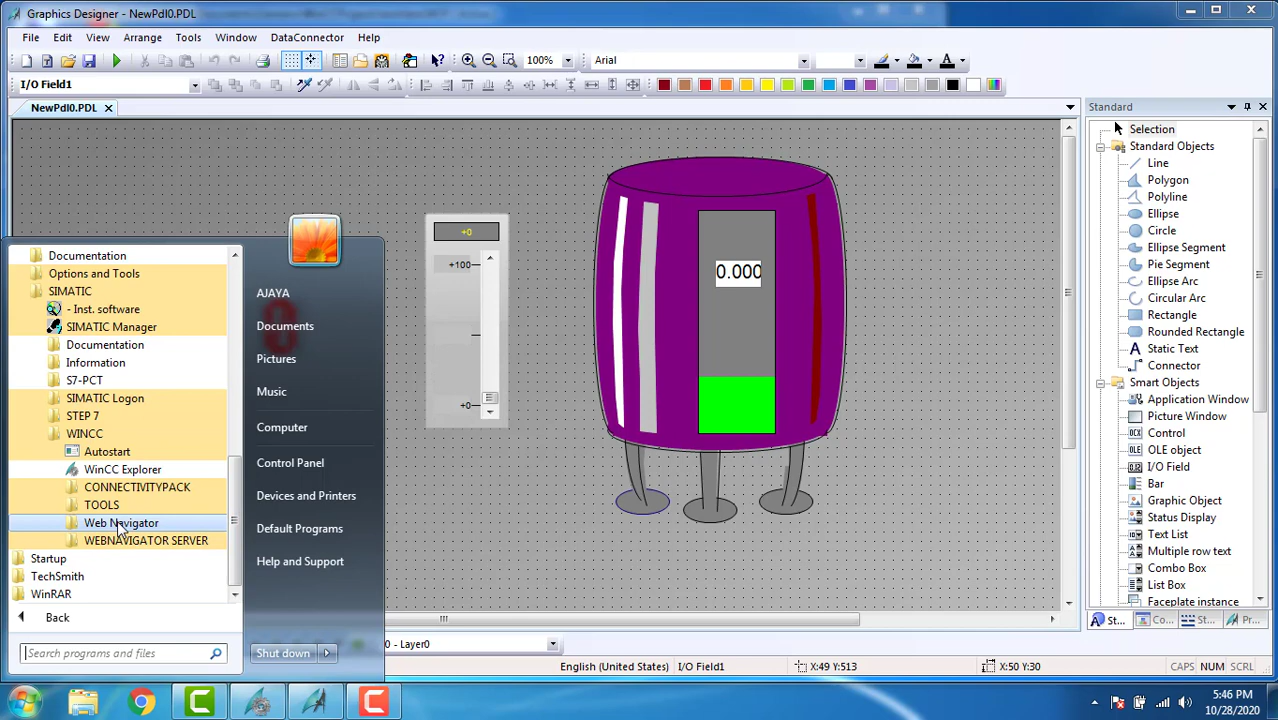 Graphics Designer - NewPdl0.PDL
File Edit View Arrange Tools Window DataConnector Help
100% Arial
I/O Field1
NewPdl0.PDL
Standard
Selection
Standard Objects
Line
Polygon
Polyline
Ellipse
Circle
Ellipse Segment
Pie Segment
Ellipse Arc
Circular Arc
Rectangle
Rounded Rectangle
Static Text
Connector
Smart Objects
Application Window
Picture Window
Control
OLE object
I/O Field
Bar
Graphic Object
Status Display
Text List
Multiple row text
Combo Box
List Box
Faceplate instance
St... Co... St... Pr...
+0
+100
+0
0.000
Documentation
Options and Tools
SIMATIC
- Inst. software
SIMATIC Manager
Documentation
Information
S7-PCT
SIMATIC Logon
STEP 7
WINCC
Autostart
WinCC Explorer
CONNECTIVITYPACK
TOOLS
Web Navigator
WEBNAVIGATOR SERVER
Startup
TechSmith
WinRAR
Back
Search programs and files
AJAYA
Documents
Pictures
Music
Computer
Control Panel
Devices and Printers
Default Programs
Help and Support
Shut down
0 - Layer0
English (United States) I/O Field1 X:49 Y:513 X:50 Y:30 CAPS NUM SCRL
5:46 PM
10/28/2020